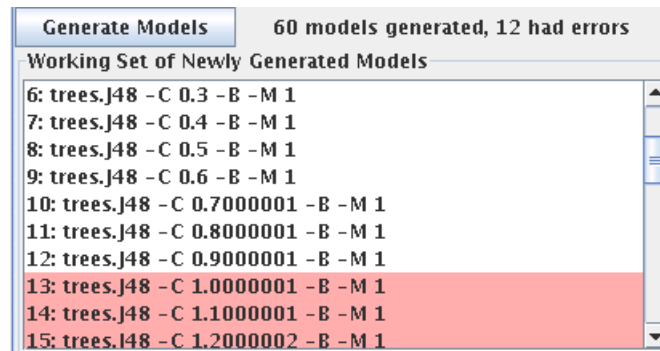 Generate Models 60 models generated, 12 had errors
Working Set of Newly Generated Models
6: trees.J48 -C 0.3 -B -M 1
7: trees.J48 -C 0.4 -B -M 1
8: trees.J48 -C 0.5 -B -M 1
9: trees.J48 -C 0.6 -B -M 1
10: trees.J48 -C 0.7000001 -B -M 1
11: trees.J48 -C 0.8000001 -B -M 1
12: trees.J48 -C 0.9000001 -B -M 1
13: trees.J48 -C 1.0000001 -B -M 1
14: trees.J48 -C 1.1000001 -B -M 1
15: trees.J48 -C 1.2000002 -B -M 1